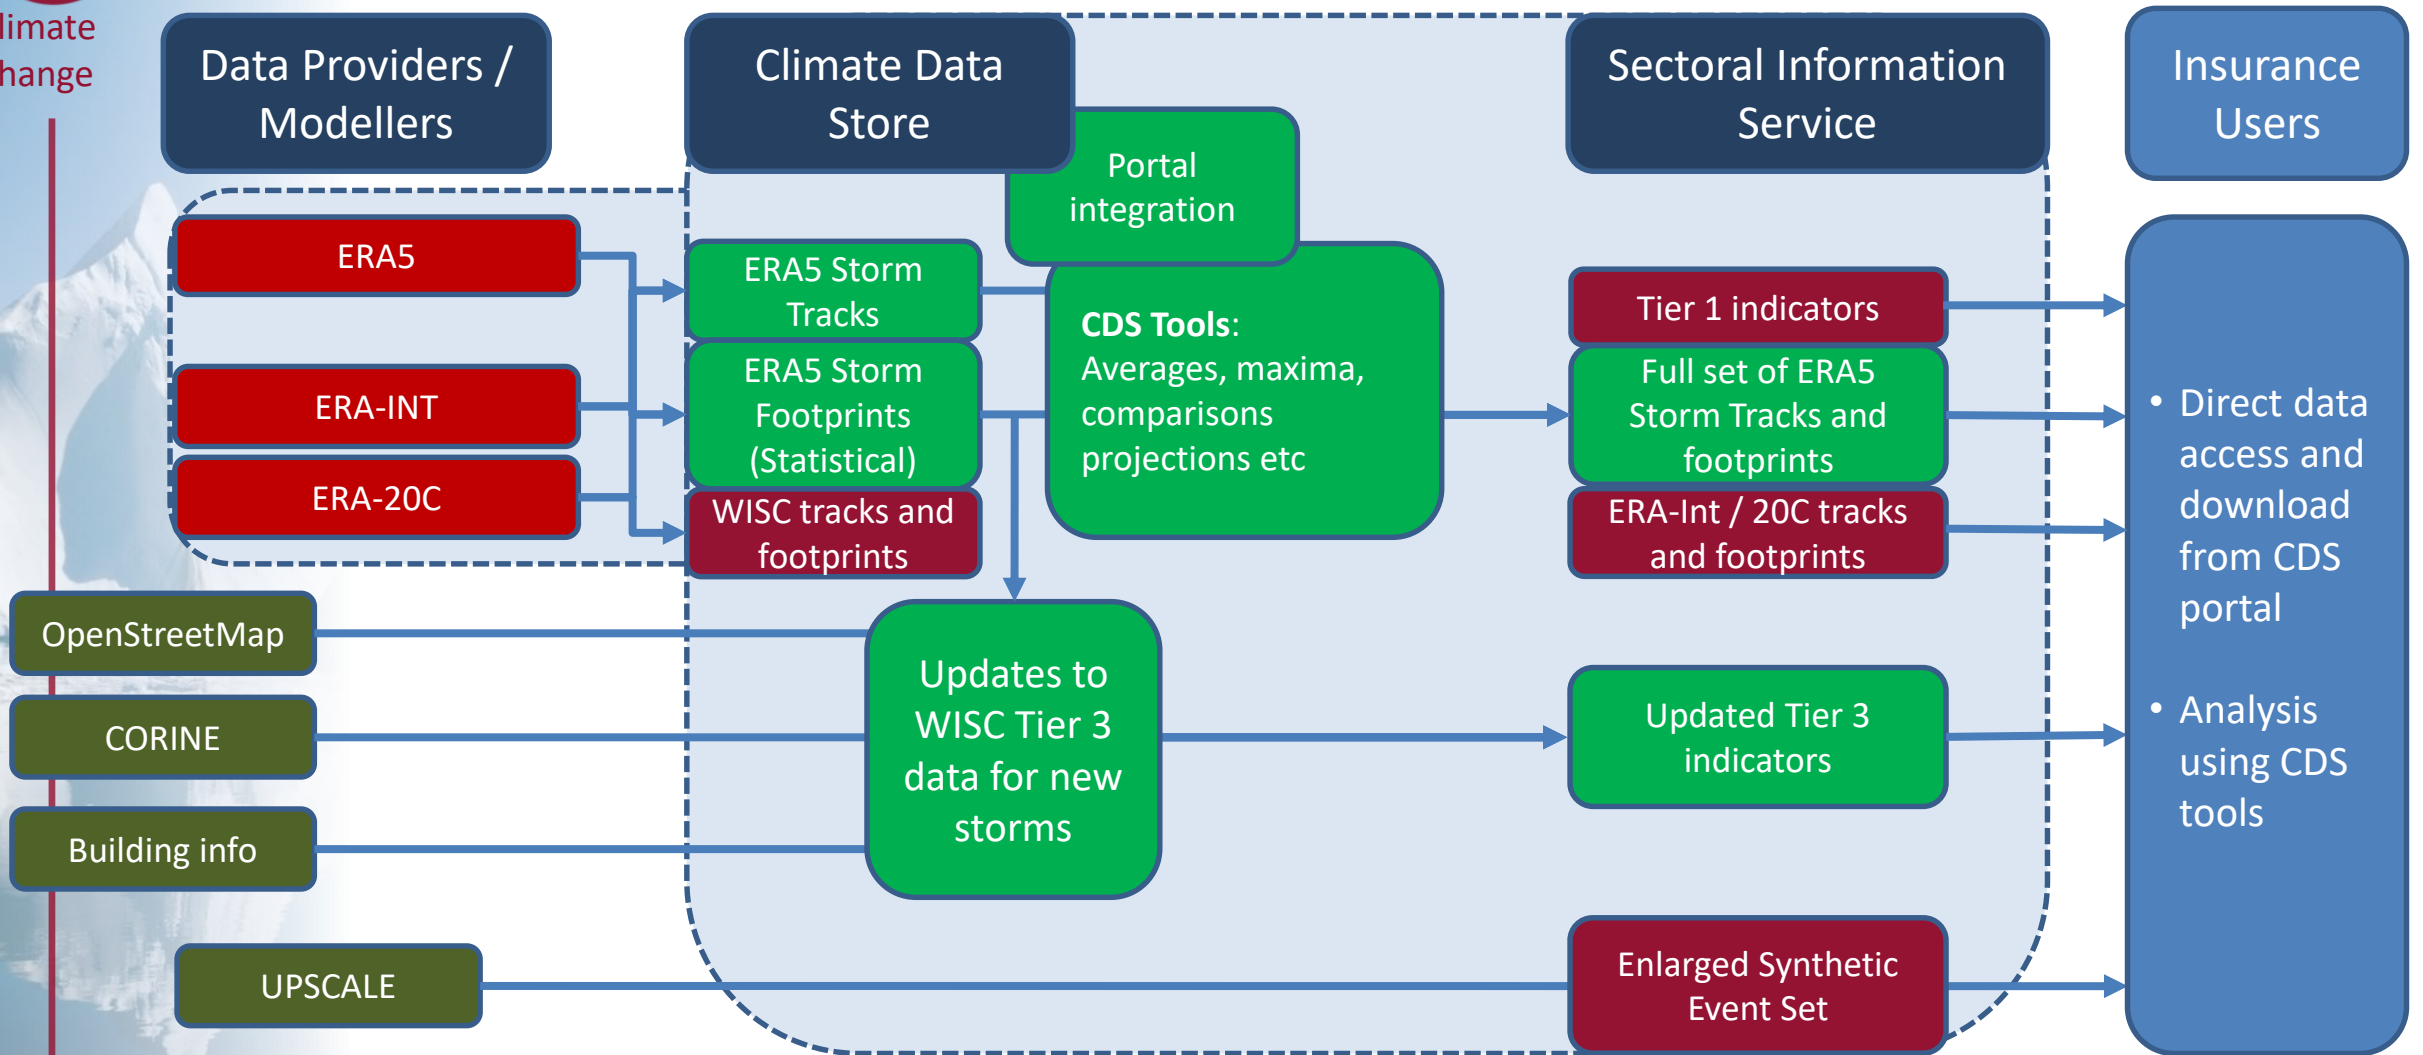 limate
hange
Data Providers /
Modellers
Climate Data
Store
Sectoral Information
Service
Insurance
Users
Portal
integration
ERA5
ERA-INT
ERA-20C
ERA5 Storm
Tracks
ERA5 Storm
Footprints
(Statistical)
WISC tracks and
footprints
CDS Tools:
Averages, maxima,
comparisons
projections etc
Tier 1 indicators
Full set of ERA5
Storm Tracks and
footprints
ERA-Int / 20C tracks
and footprints
• Direct data
access and
download
from CDS
portal
• Analysis
using CDS
tools
OpenStreetMap
CORINE
Building info
Updates to
WISC Tier 3
data for new
storms
Updated Tier 3
indicators
UPSCALE
Enlarged Synthetic
Event Set